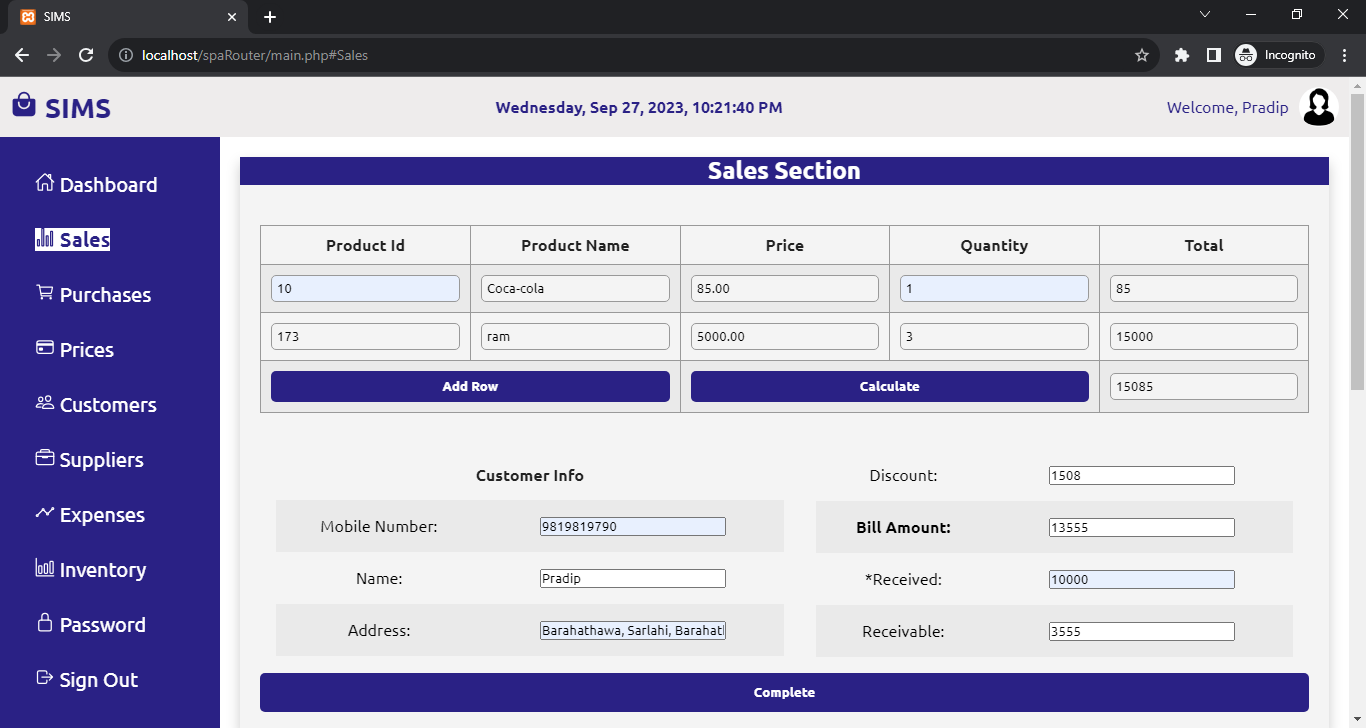 SIMS
localhost/spaRouter/main.php#Sales
Incognito
SIMS
Wednesday, Sep 27, 2023, 10:21:40 PM
Welcome, Pradip
Dashboard
Sales
Purchases
Prices
Customers
Suppliers
Expenses
Inventory
Password
Sign Out
Sales Section
Product Id Product Name Price Quantity Total
10 Coca-cola 85.00 1 85
173 ram 5000.00 3 15000
Add Row Calculate 15085
Customer Info
Mobile Number: 9819819790
Name: Pradip
Address: Barahathawa, Sarlahi, Barahat
Discount: 1508
Bill Amount: 13555
*Received: 10000
Receivable: 3555
Complete